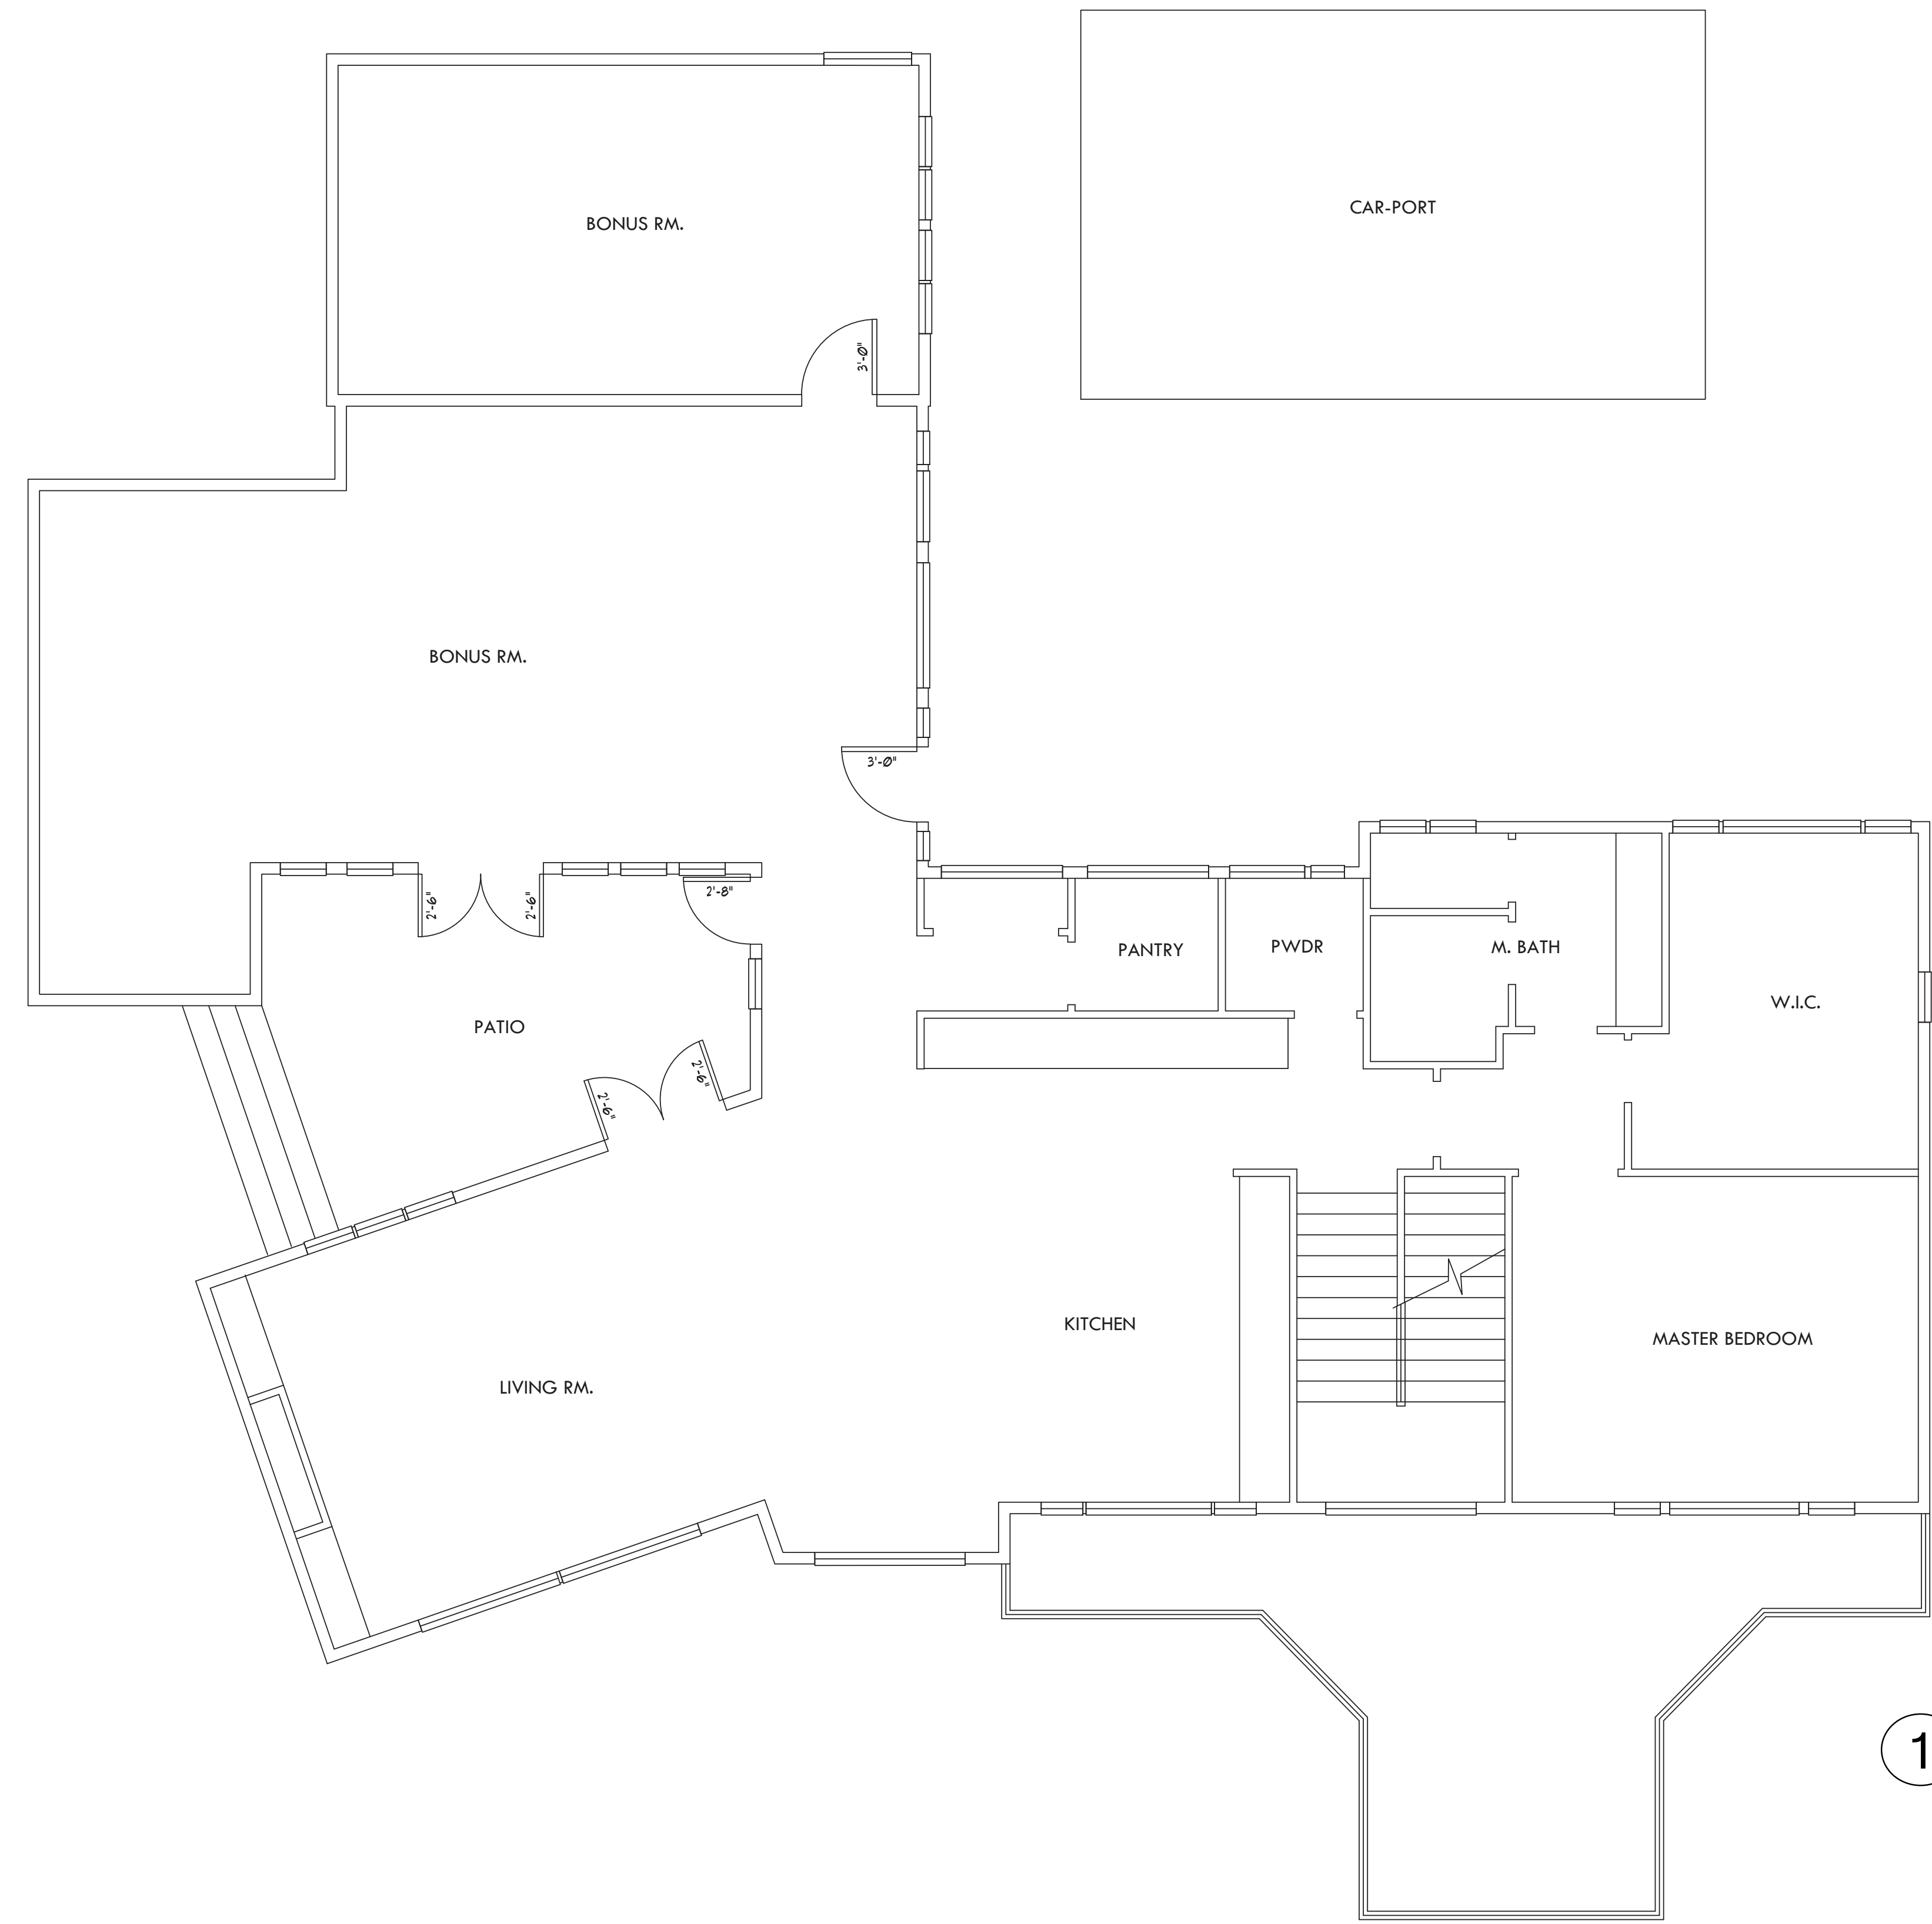 CAR-PORT
BONUS RM.
3'-0"
BONUS RM.
3'-0"
2'-6"
2'-6"
2'-8"
PANTRY
PWDR
M. BATH
W.I.C.
PATIO
2'-6"
2'-6"
KITCHEN
MASTER BEDROOM
LIVING RM.
1